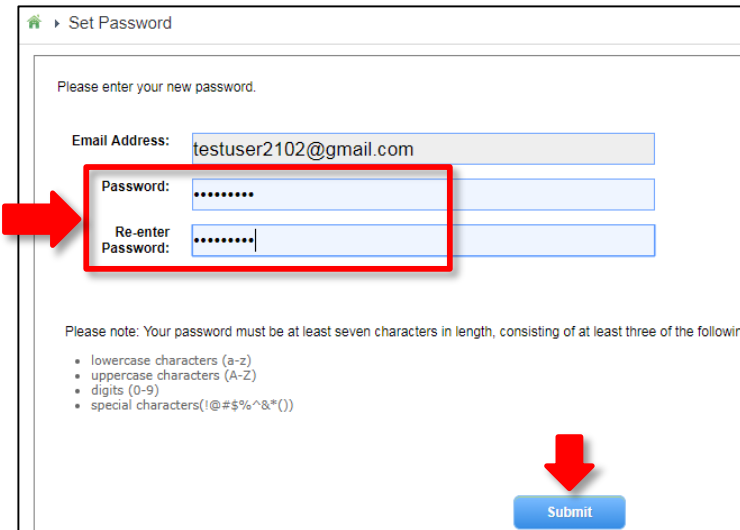 Set Password
Please enter your new password.
Email Address: testuser2102@gmail.com
Password: •••••••••
Re-enter
Password: •••••••••
Please note: Your password must be at least seven characters in length, consisting of at least three of the
• lowercase characters (a-z)
• uppercase characters (A-Z)
• digits (0-9)
• special characters(!@#$%^&*())
Submit